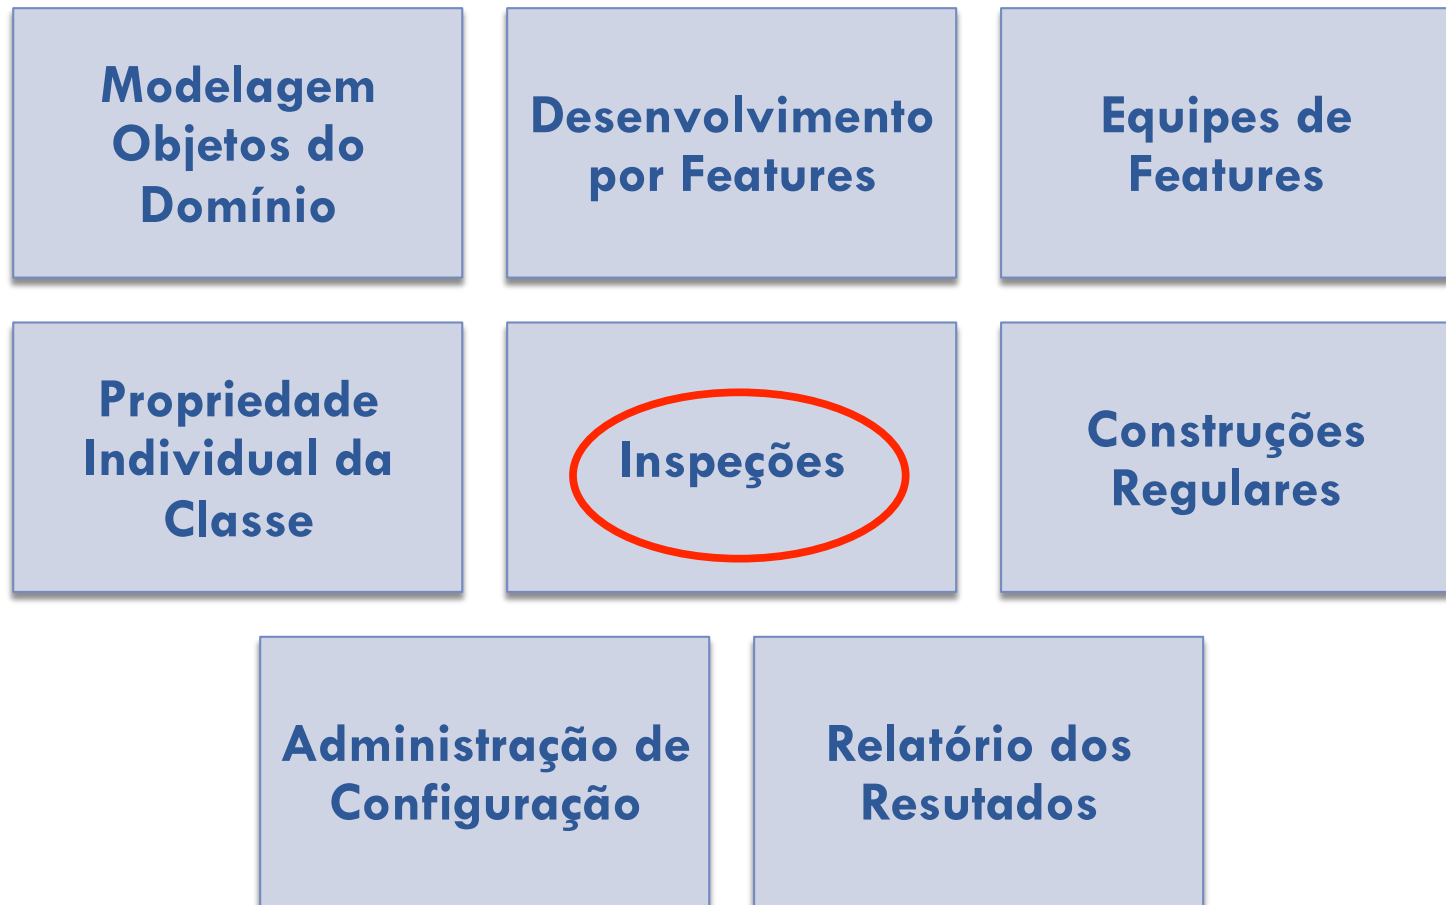 Modelagem
Objetos do
Domínio
Desenvolvimento
por Features
Equipes de
Features
Propriedade
Individual da
Classe
Inspeções
Construções
Regulares
Administração de
Configuração
Relatório dos
Resutados